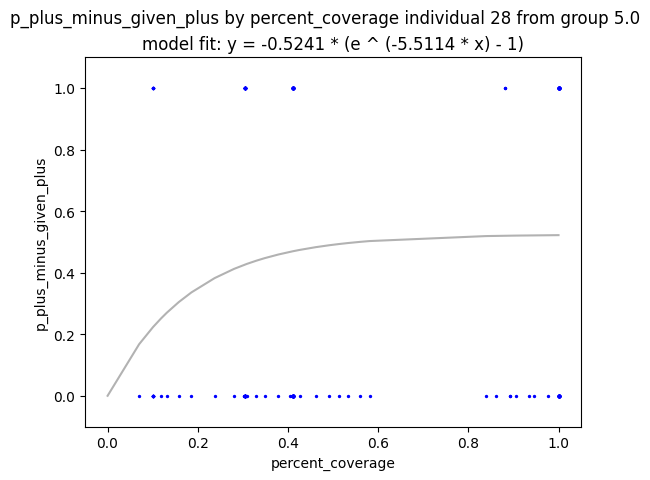 p_plus_minus_given_plus by percent_coverage individual 28 from group 5.0
model fit: y = -0.5241 * (e ^ (-5.5114 * x) - 1)
p_plus_minus_given_plus
1.0
0.8
0.6
0.4
0.2
0.0
0.0 0.2 0.4 0.6 0.8 1.0
percent_coverage